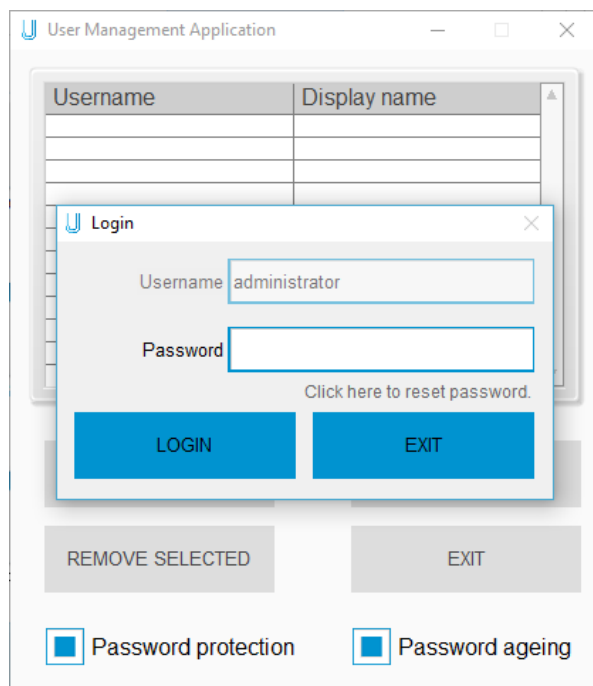 User Management Application
Username Display name
Login
Username administrator
Password
Click here to reset password.
LOGIN EXIT
REMOVE SELECTED EXIT
Password protection Password ageing